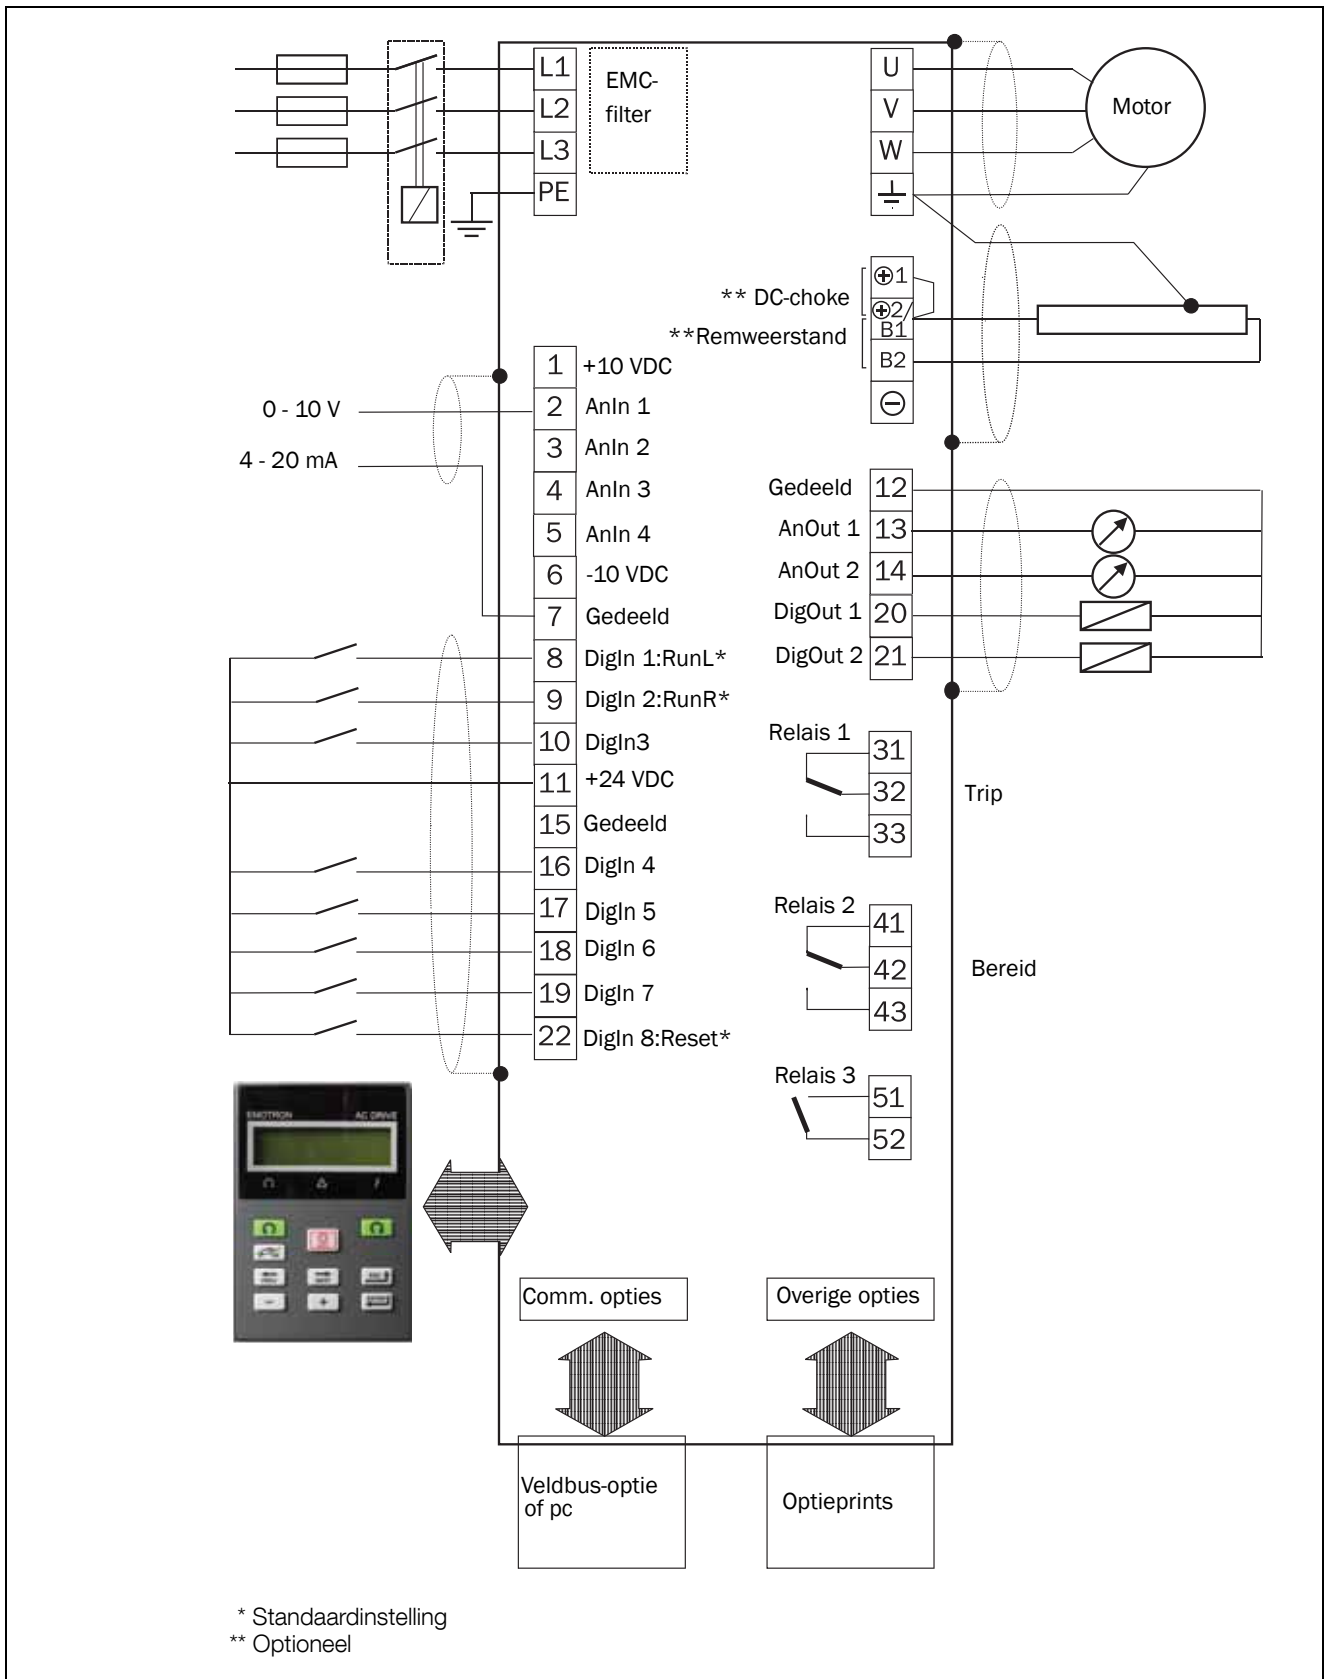 L1
EMC-
filter
L2
L3
PE
U
V
W
Motor
** DC-choke
**Remweerstand
⊕1
⊕2/
B1
B2
⊖
0 - 10 V
4 - 20 mA
1 +10 VDC
2 AnIn 1
3 AnIn 2
4 AnIn 3
5 AnIn 4
6 -10 VDC
7 Gedeeld
8 DigIn 1:RunL*
9 DigIn 2:RunR*
10 DigIn3
11 +24 VDC
15 Gedeeld
16 DigIn 4
17 DigIn 5
18 DigIn 6
19 DigIn 7
22 DigIn 8:Reset*
Gedeeld 12
AnOut 1 13
AnOut 2 14
DigOut 1 20
DigOut 2 21
Relais 1
31
32
33
Trip
Relais 2
41
42
43
Bereid
Relais 3
51
52
EMOTRON AC DRIVE
Comm. opties
Overige opties
Veldbus-optie
of pc
Optieprints
* Standaardinstelling
** Optioneel